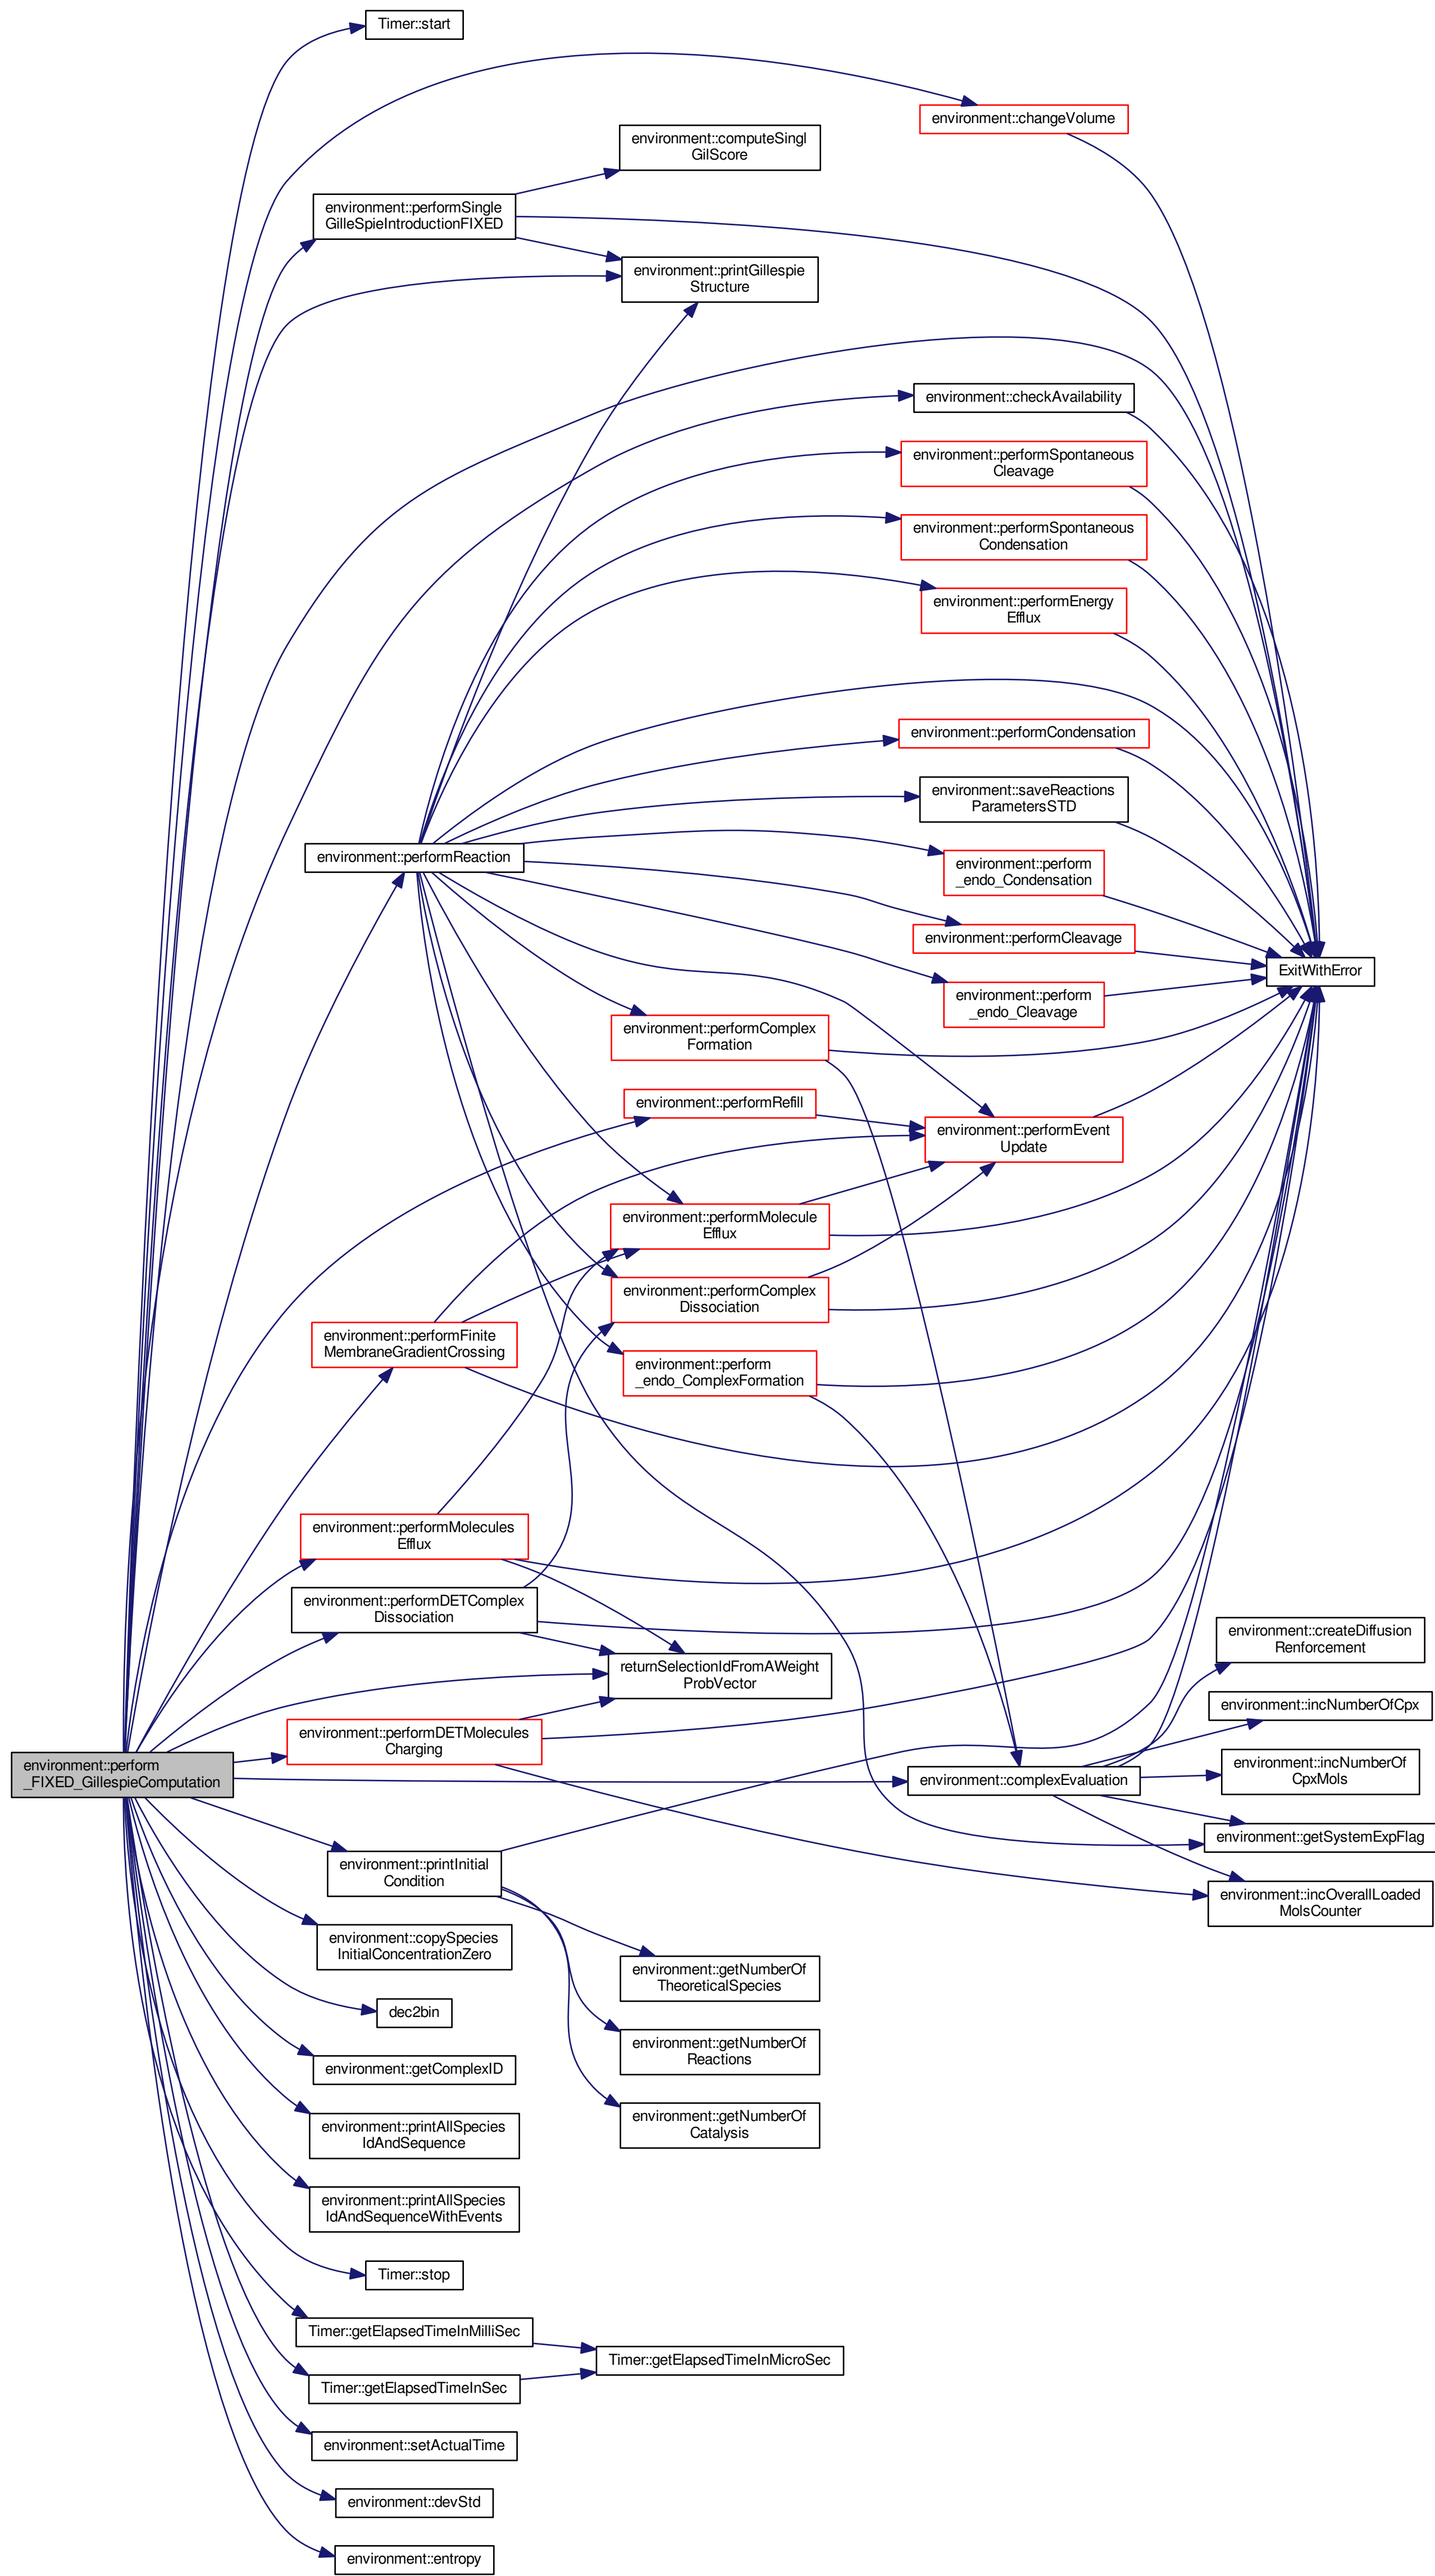 Timer::start
environment::changeVolume
environment::computeSingl
GilScore
environment::performSingle
GilleSpieIntroductionFIXED
environment::printGillespie
Structure
environment::checkAvailability
environment::performSpontaneous
Cleavage
environment::performSpontaneous
Condensation
environment::performEnergy
Efflux
environment::performCondensation
environment::saveReactions
ParametersSTD
environment::performReaction
environment::perform
_endo_Condensation
environment::performCleavage
ExitWithError
environment::perform
_endo_Cleavage
environment::performComplex
Formation
environment::performRefill
environment::performEvent
Update
environment::performMolecule
Efflux
environment::performComplex
Dissociation
environment::performFinite
MembraneGradientCrossing
environment::perform
_endo_ComplexFormation
environment::performMolecules
Efflux
environment::performDETComplex
Dissociation
environment::createDiffusion
Renforcement
returnSelectionIdFromAWeight
ProbVector
environment::incNumberOfCpx
environment::performDETMolecules
Charging
environment::perform
_FIXED_GillespieComputation
environment::complexEvaluation
environment::incNumberOf
CpxMols
environment::getSystemExpFlag
environment::printInitial
Condition
environment::incOverallLoaded
MolsCounter
environment::copySpecies
InitialConcentrationZero
environment::getNumberOf
TheoreticalSpecies
dec2bin
environment::getNumberOf
Reactions
environment::getComplexID
environment::printAllSpecies
IdAndSequence
environment::getNumberOf
Catalysis
environment::printAllSpecies
IdAndSequenceWithEvents
Timer::stop
Timer::getElapsedTimeInMilliSec
Timer::getElapsedTimeInMicroSec
Timer::getElapsedTimeInSec
environment::setActualTime
environment::devStd
environment::entropy